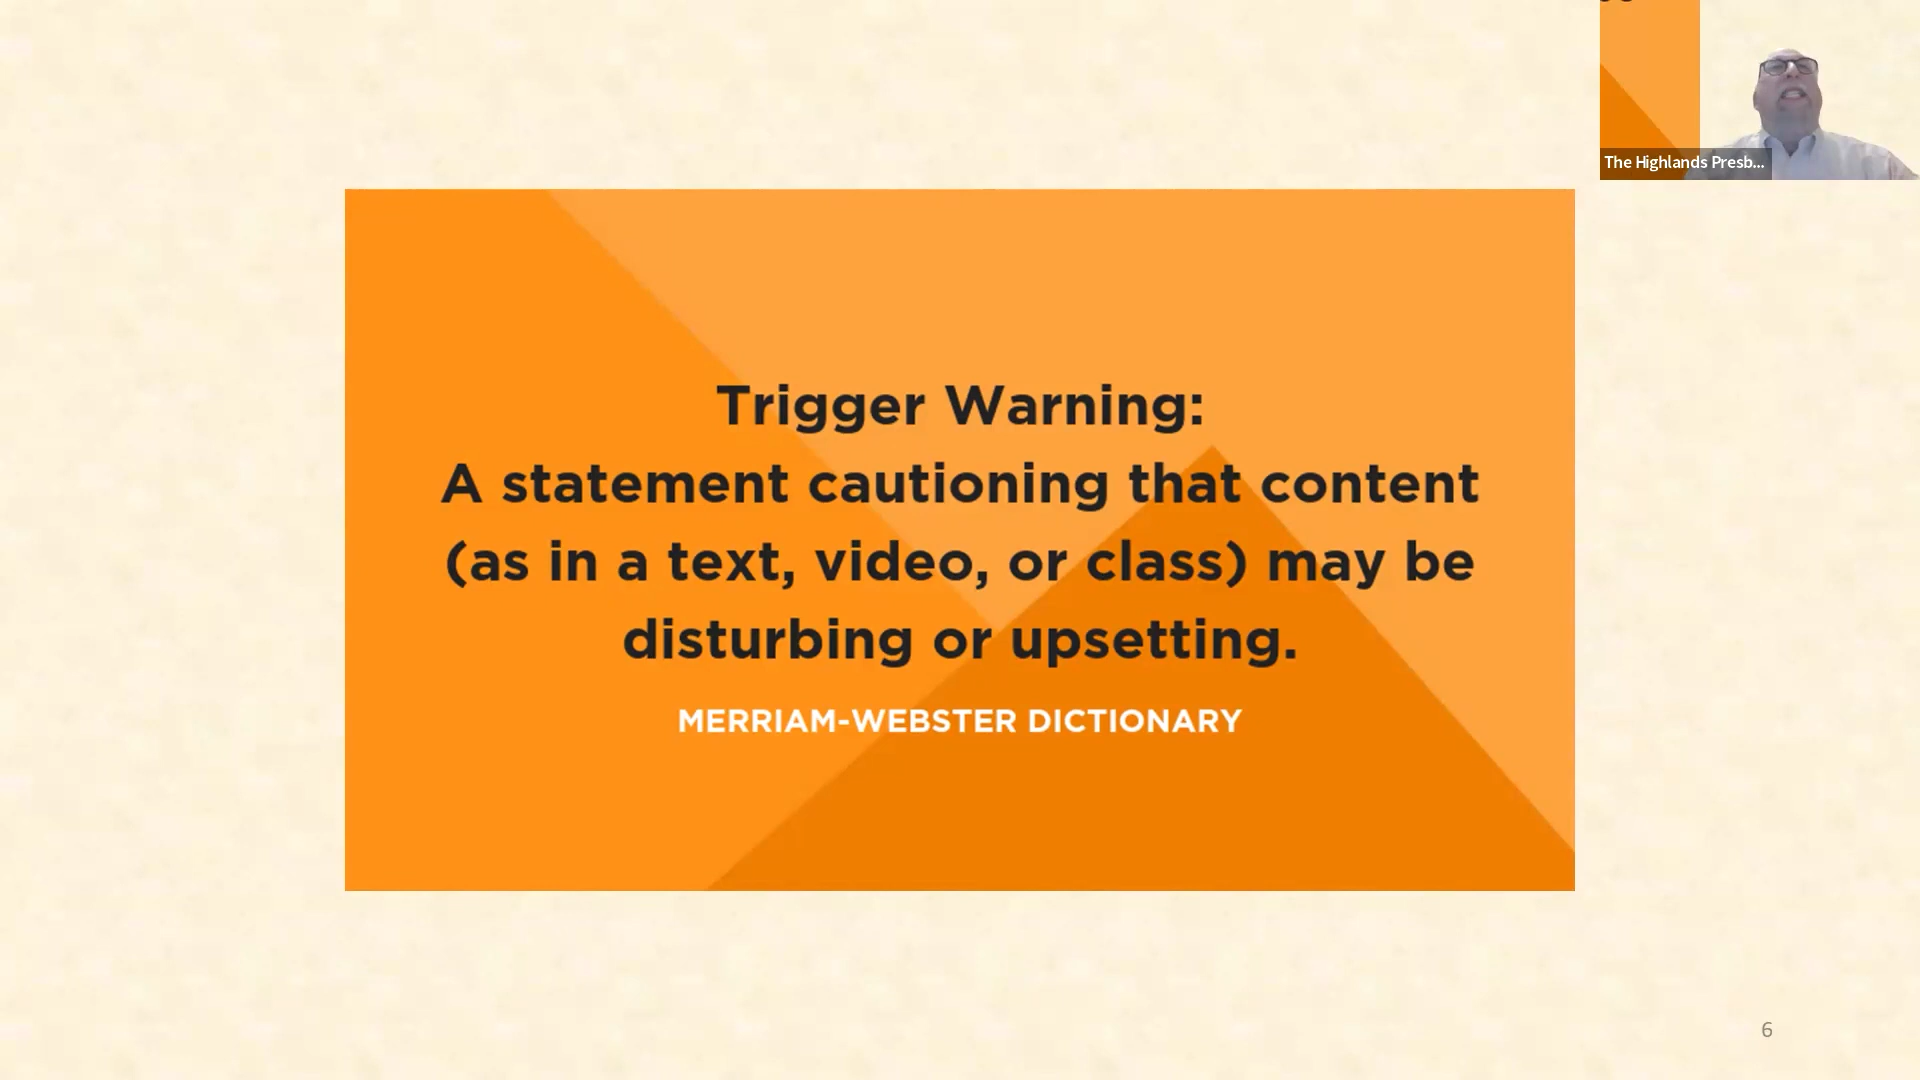 The Highlands Presb...
Trigger Warning:
A statement cautioning that content
(as in a text, video, or class) may be
disturbing or upsetting.
MERRIAM-WEBSTER DICTIONARY
6